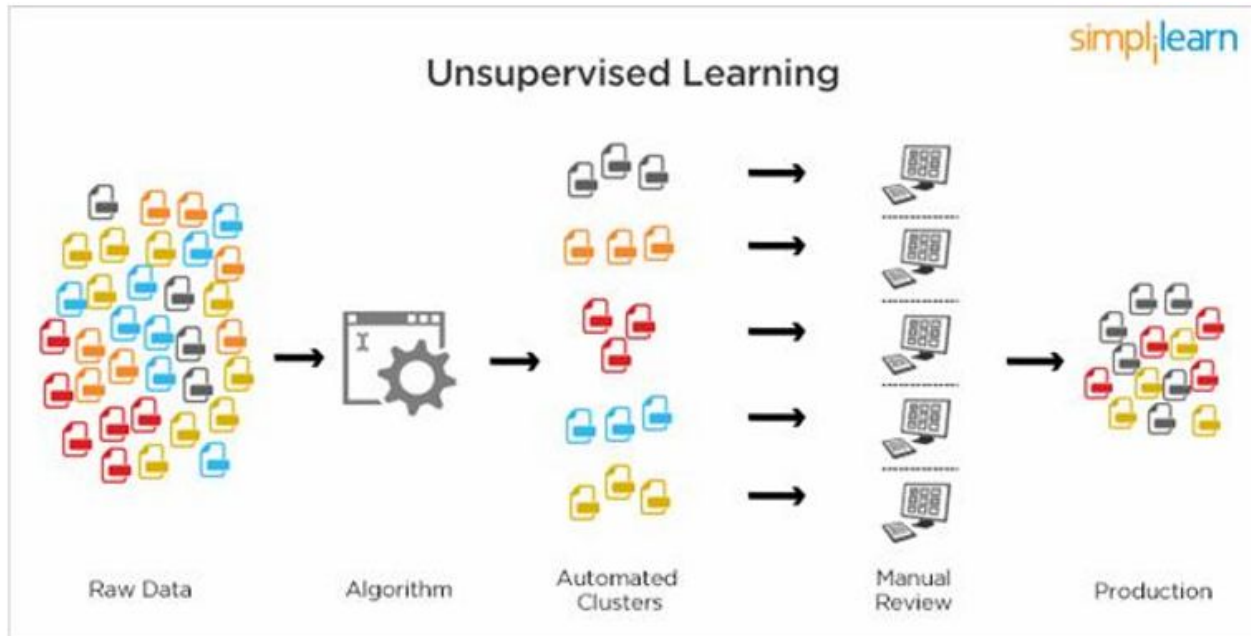 simplilearn
Unsupervised Learning
Raw Data
Algorithm
Automated
Clusters
Manual
Review
Production